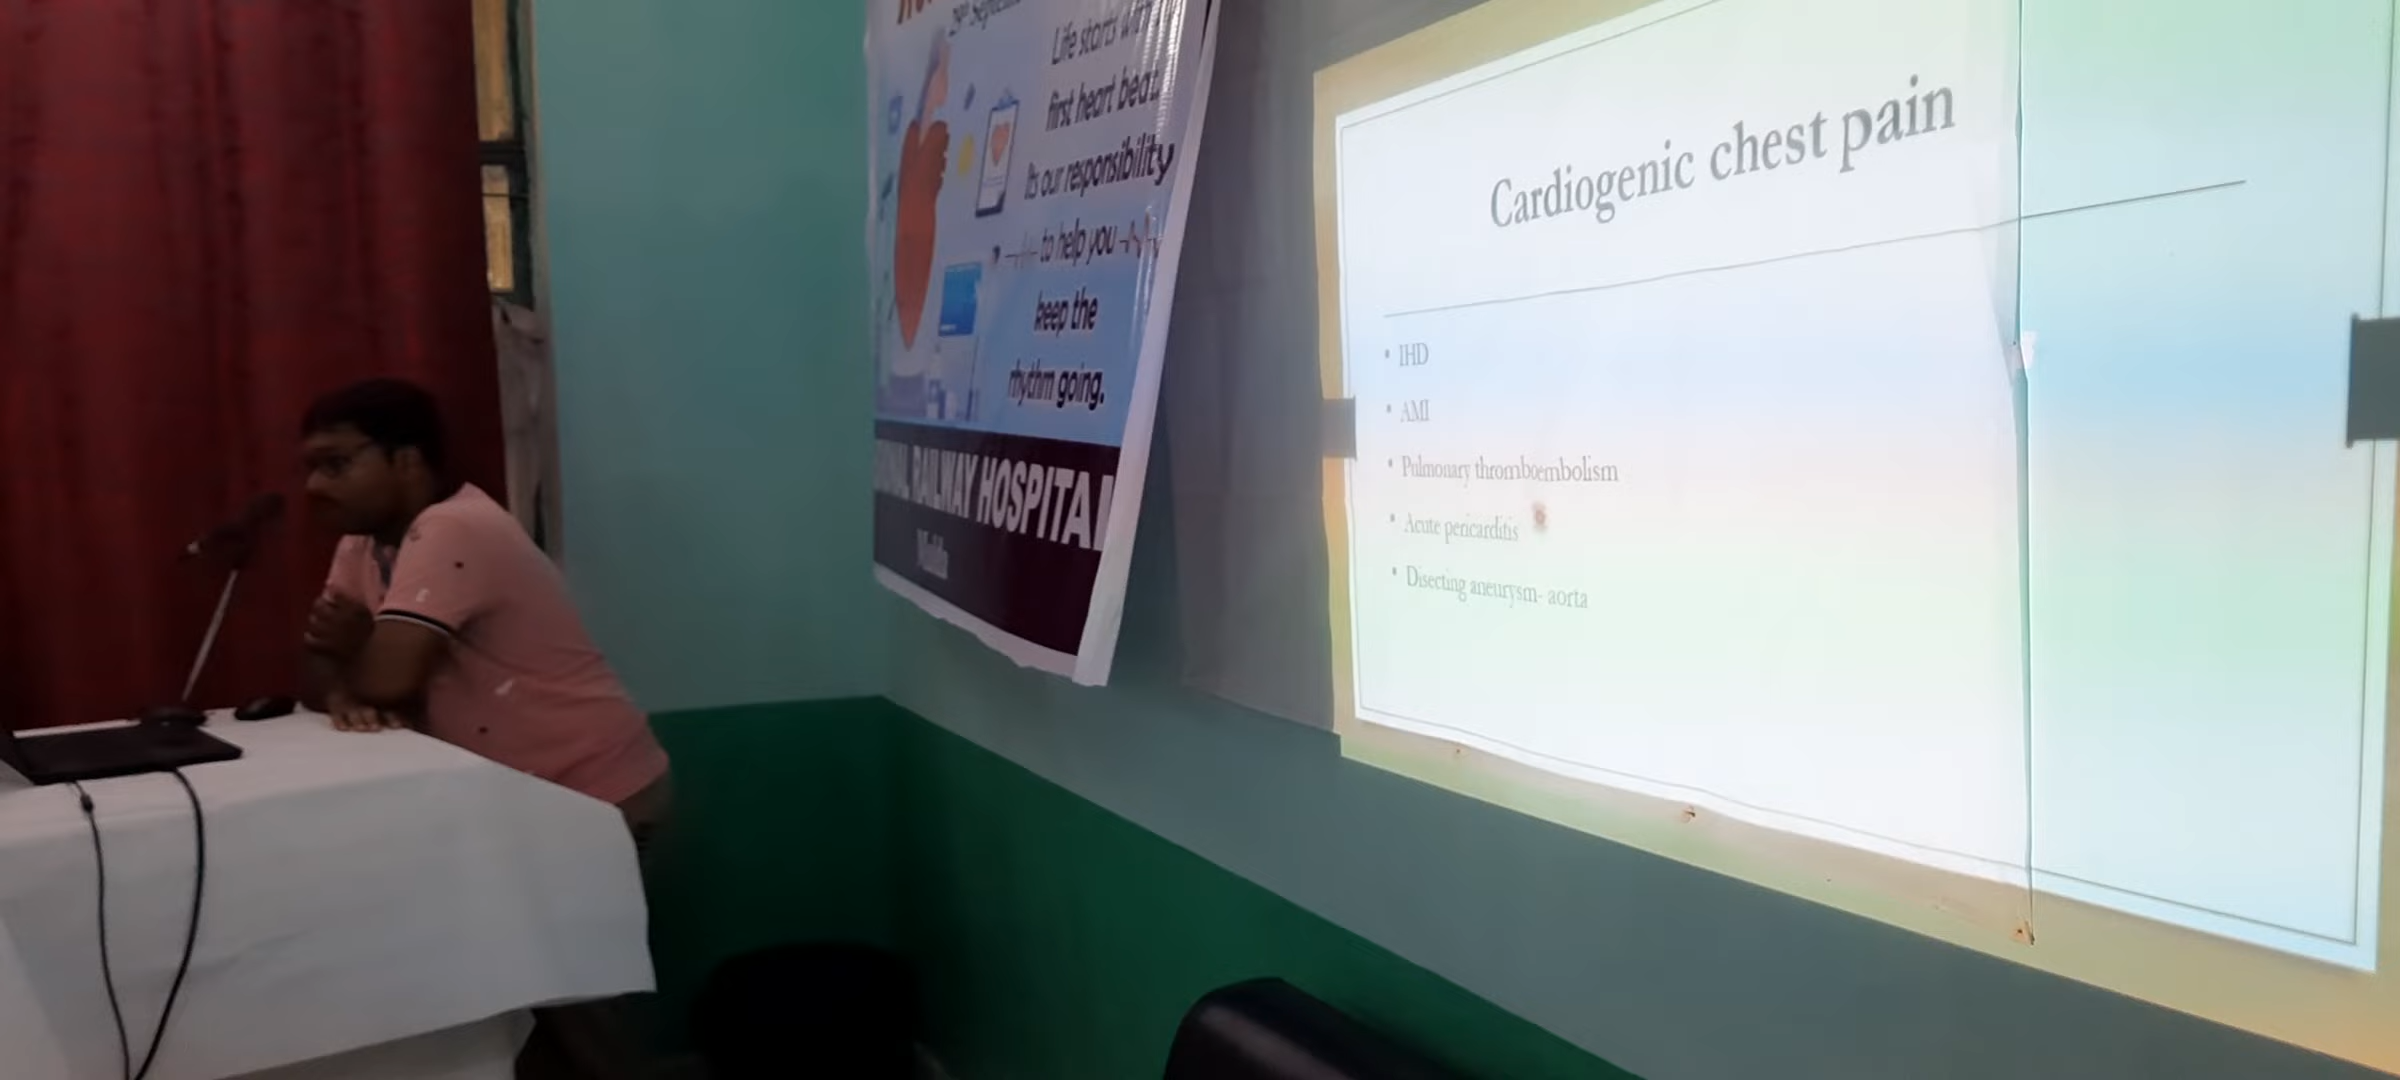 Life starts with
first heart beat.
Its our responsibility
to help you
keep the
rhythm going.
RAILWAY HOSPITAL
Cardiogenic chest pain
• IHD
• AMI
• Pulmonary thromboembolism
• Acute pericarditis
• Disecting aneurysm- aorta